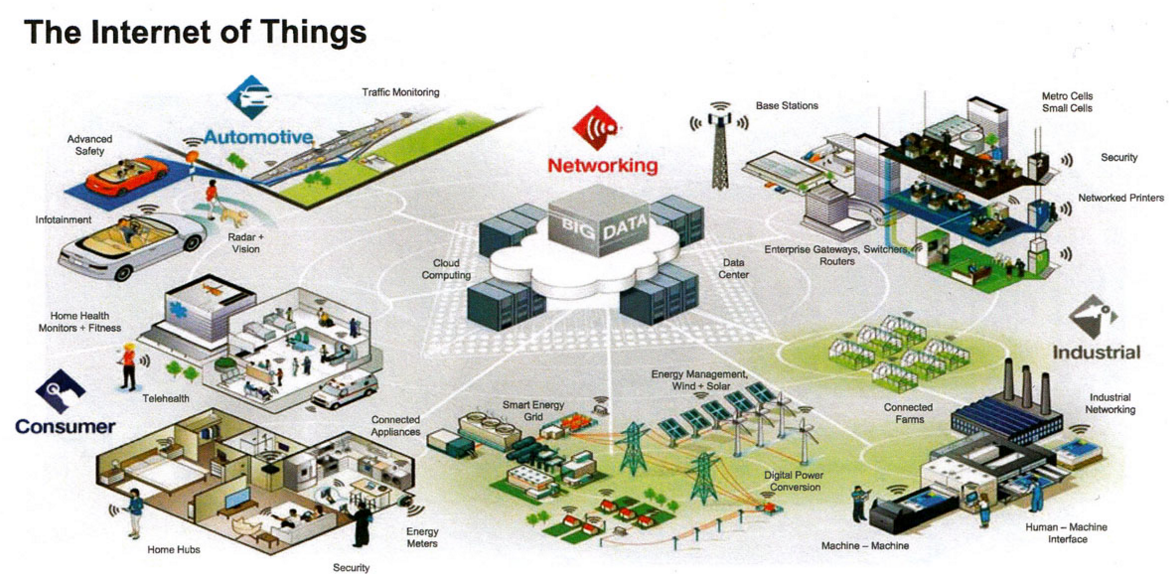 The Internet of Things
Automotive
Traffic Monitoring
Advanced
Safety
Infotainment
Radar +
Vision
Networking
BIG DATA
Cloud
Computing
Data
Center
Base Stations
Metro Cells
Small Cells
Security
Networked Printers
Enterprise Gateways, Switchers,
Routers
Home Health
Monitors + Fitness
Telehealth
Consumer
Connected
Appliances
Home Hubs
Security
Energy
Meters
Smart Energy
Grid
Energy Management,
Wind + Solar
Digital Power
Conversion
Industrial
Connected
Farms
Industrial
Networking
Machine – Machine
Human – Machine
Interface